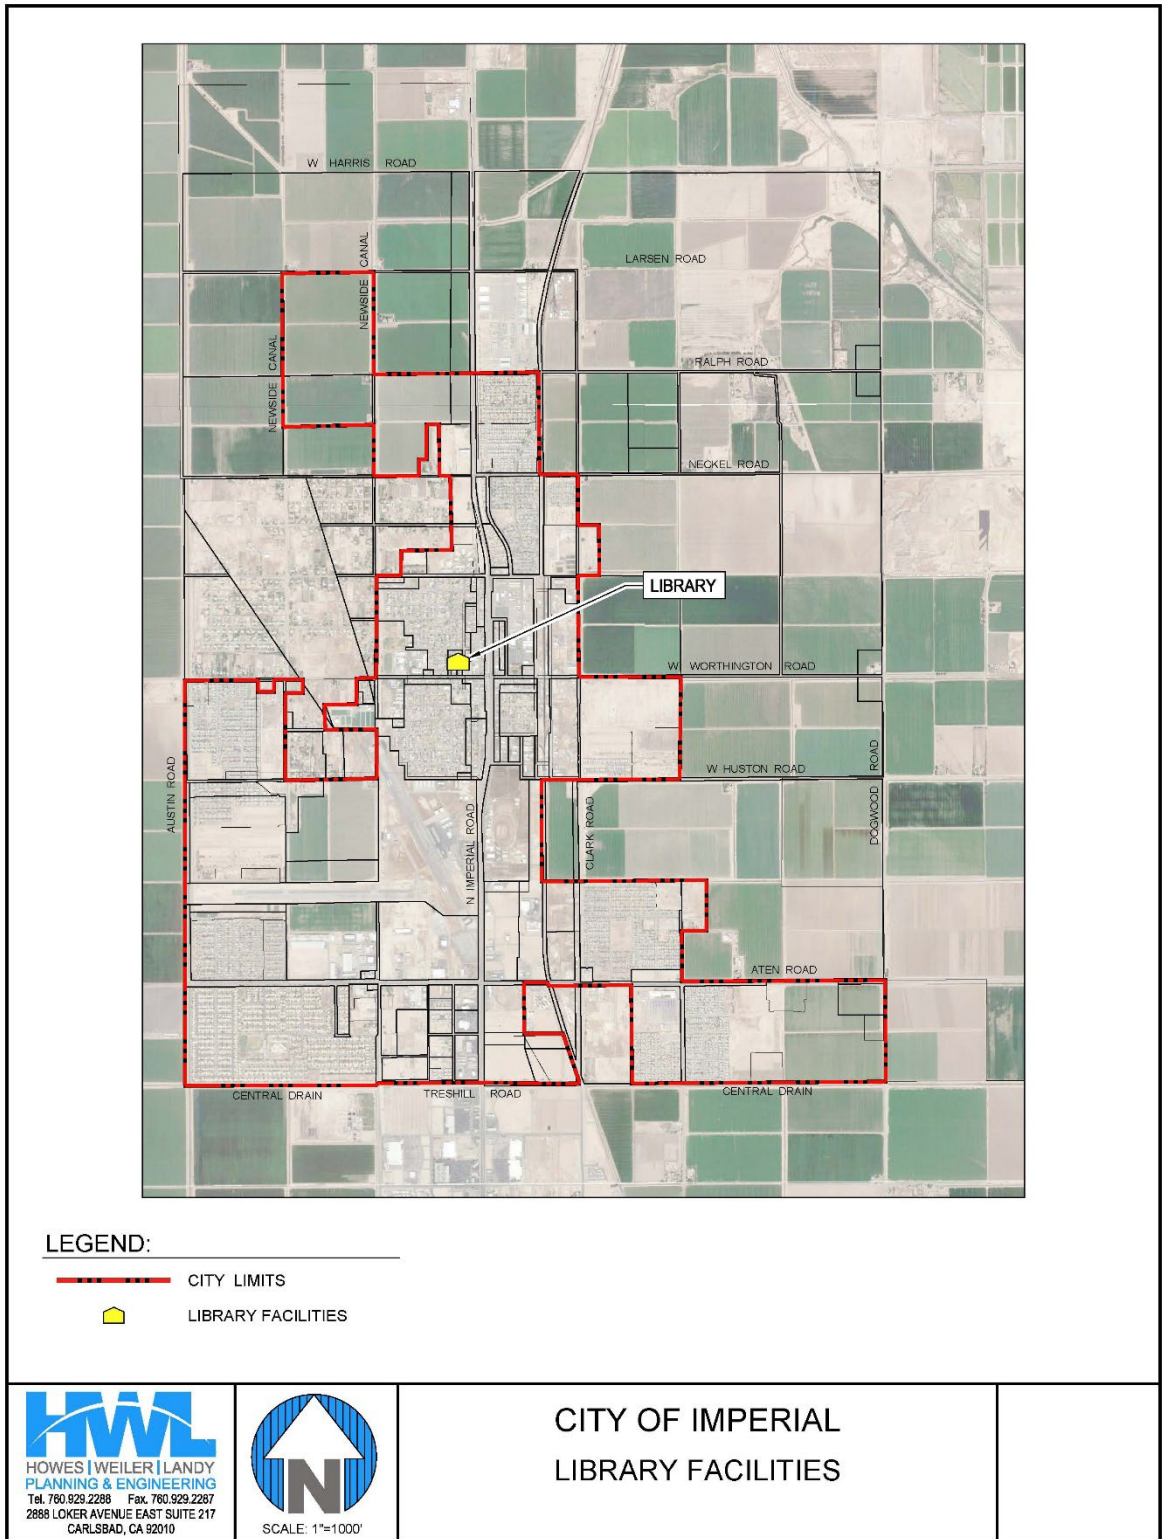 W HARRIS ROAD
NEWSIDE CANAL
LARSEN ROAD
NEWSIDE CANAL
RALPH ROAD
NECKEL ROAD
LIBRARY
W WORTHINGTON ROAD
AUSTIN ROAD
N IMPERIAL ROAD
CLARK ROAD
W HUSTON ROAD
DOGWOOD ROAD
ATEN ROAD
CENTRAL DRAIN
TRESHILL ROAD
CENTRAL DRAIN
LEGEND:
CITY LIMITS
LIBRARY FACILITIES
HWL
HOWES | WEILER | LANDY
PLANNING & ENGINEERING
Tel. 760.929.2288 Fax. 760.929.2287
2888 LOKER AVENUE EAST SUITE 217
CARLSBAD, CA 92010
N
SCALE: 1"=1000'
CITY OF IMPERIAL
LIBRARY FACILITIES